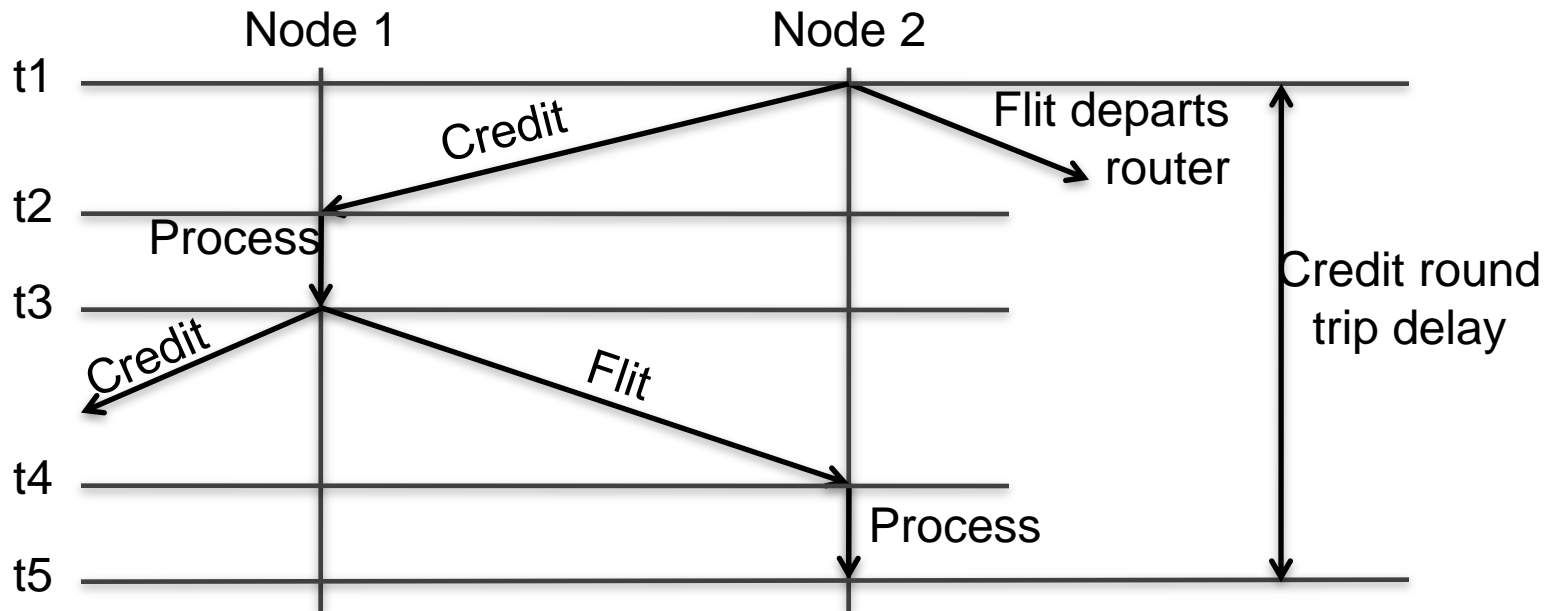 Node 1
Node 2
t1
Credit
Flit departs
router
t2
Process
Credit round
trip delay
t3
Credit
Flit
t4
Process
t5